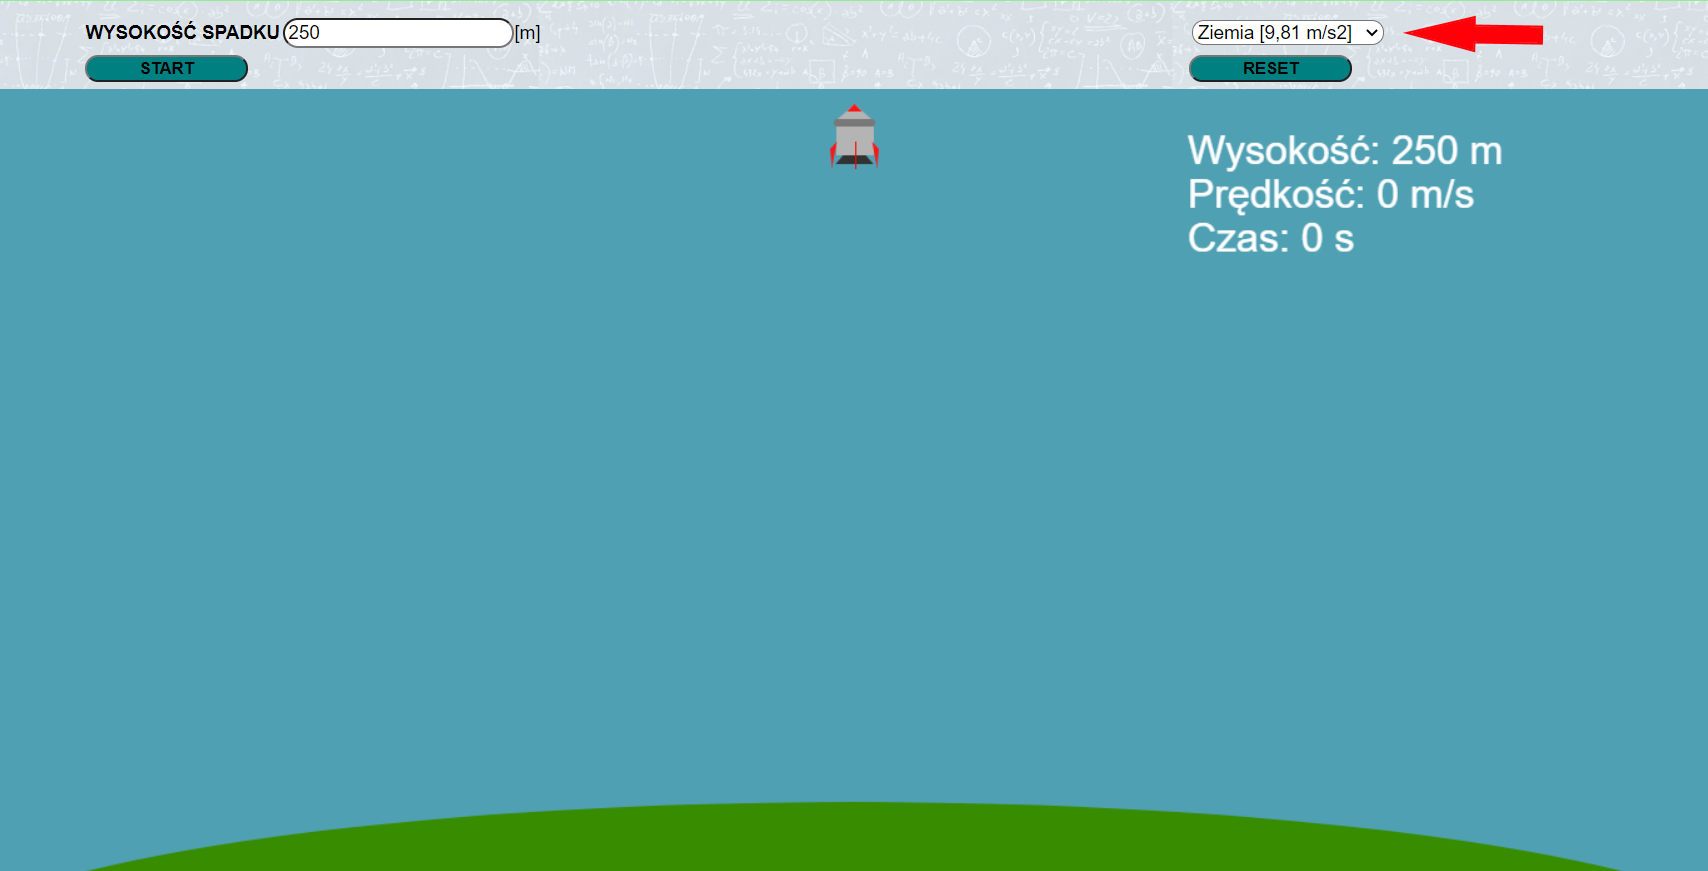 WYSOKOŚĆ SPADKU 250 [m]
Ziemia [9,81 m/s2]
START
RESET
Wysokość: 250 m
Prędkość: 0 m/s
Czas: 0 s